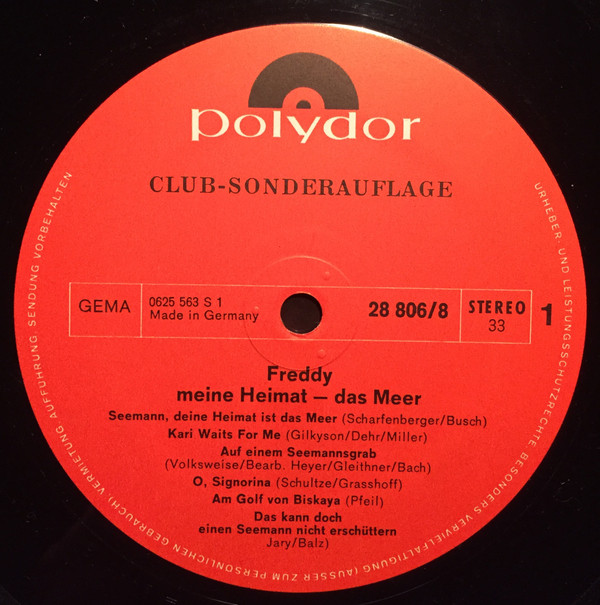 polydor
CLUB-SONDERAUFLAGE
GEMA
0625 563 S 1
Made in Germany
28 806/8
STEREO
33
1
Freddy
meine Heimat – das Meer
Seemann, deine Heimat ist das Meer (Scharfenberger/Busch)
Kari Waits For Me (Gilkyson/Dehr/Miller)
Auf einem Seemannsgrab
(Volksweise/Bearb. Heyer/Gleithner/Bach)
O, Signorina (Schultze/Grasshoff)
Am Golf von Biskaya (Pfeil)
Das kann doch
einen Seemann nicht erschüttern
Jary/Balz)
URHEBER- UND LEISTUNGSSCHUTZRECHTE, BESONDERS VERVIELFÄLTIGUNG (AUSSER ZUM PERSÖNLICHEN GEBRAUCH), VERMIETUNG, AUFFÜHRUNG, SENDUNG VORBEHALTEN